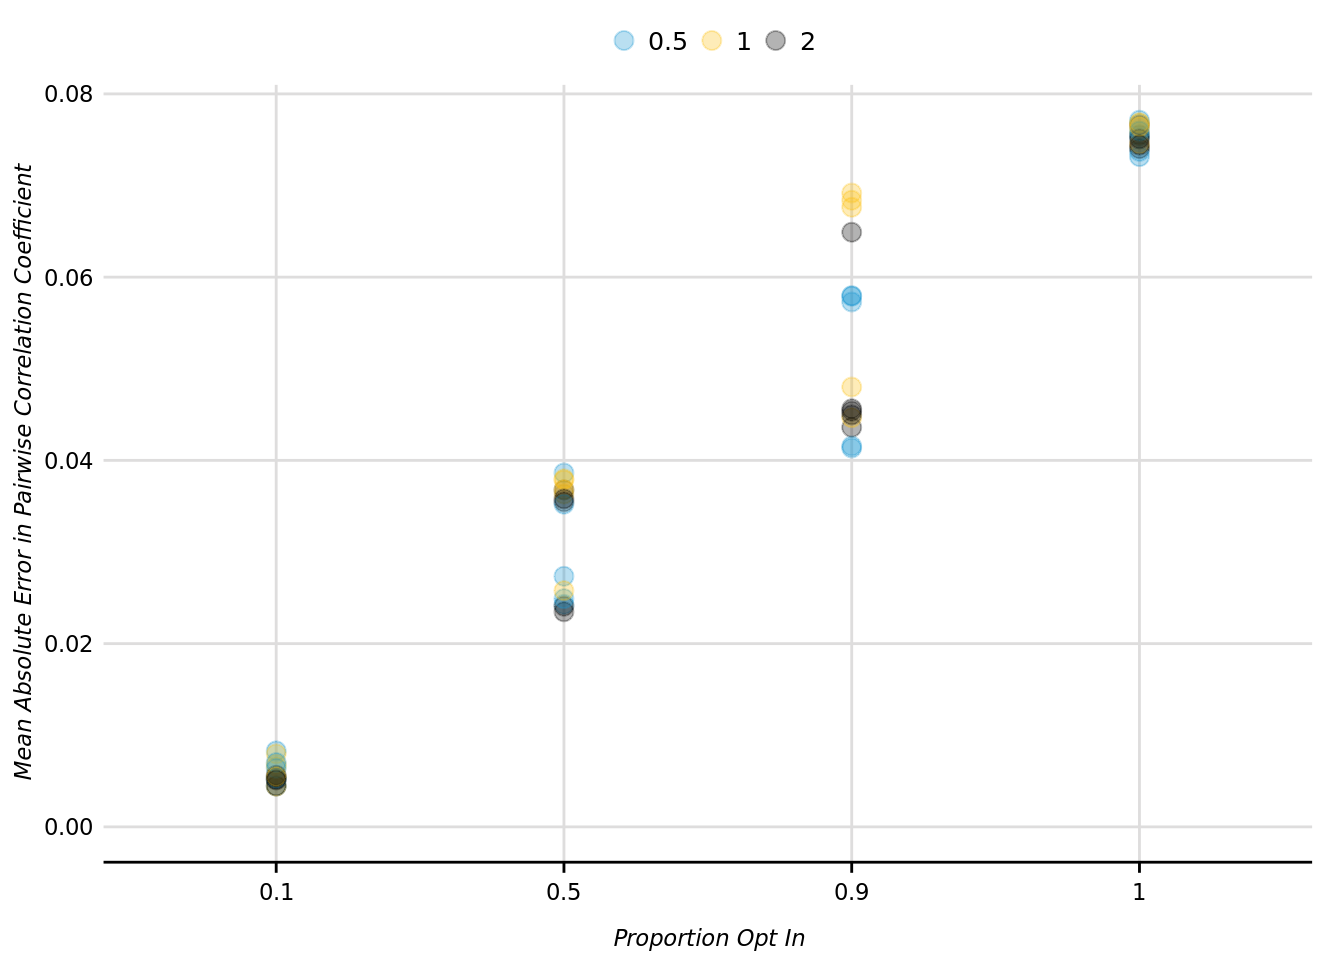 0.5 1 2
0.08
0.06
0.04
0.02
0.00
Mean Absolute Error in Pairwise Correlation Coefficient
0.1 0.5 0.9 1
Proportion Opt In